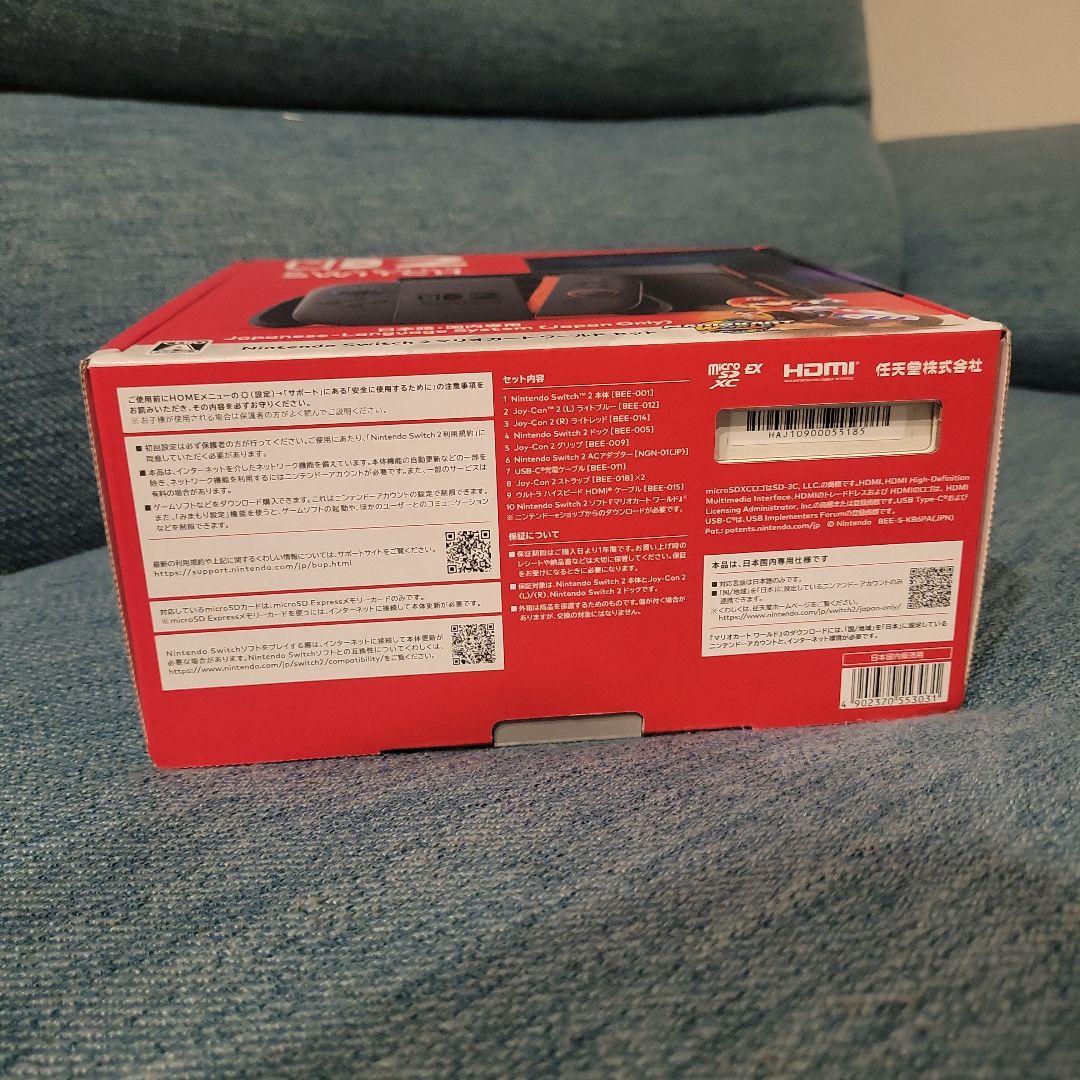 SWITCH
2
日本語・国内専用
Japanese-Language System (Japan Only)
Nintendo Switch 2 マリオカート ワールド セット
ご使用前にHOMEメニューの(設定)→「サポート」にある「安全に使用するために」の注意事項を
お読みいただき、その内容を必ずお守りください。
※お子様が使用される場合は保護者の方がよく読んでご説明ください。
■ 初回設定は必ず保護者の方が行ってください。ご使用にあたり、「Nintendo Switch 2利用規約」に
同意していただく必要があります。
■ 本品は、インターネットを介したネットワーク機能を備えています。本体機能の自動更新などの一部を
除き、ネットワーク機能を利用するにはニンテンドーアカウントが必要です。また、一部のサービスは
有料の場合があります。
■ ゲームソフトなどをダウンロード購入できます。これはニンテンドーアカウントの設定で制限できます。
また、「みまもり設定」機能を使うと、ゲームソフトの起動や、ほかのユーザーとのコミュニケーション
などを制限できます。
最新の利用規約や上記に関するくわしい情報については、サポートサイトをご覧ください。
https://support.nintendo.com/jp/bup.html
対応しているmicroSDカードは、microSD Expressメモリーカードのみです。
※microSD Expressメモリーカードを使うには、インターネットに接続して本体更新が必要です。
Nintendo Switchソフトをプレイする際は、インターネットに接続して本体更新が
必要な場合があります。Nintendo Switchソフトとの互換性についてくわしくは、
https://www.nintendo.com/jp/switch2/compatibility/をご覧ください。
セット内容
1 Nintendo Switch™ 2 本体 [BEE-001]
2 Joy-Con™ 2 (L) ライトブルー [BEE-012]
3 Joy-Con 2 (R) ライトレッド [BEE-014]
4 Nintendo Switch 2 ドック [BEE-005]
5 Joy-Con 2 グリップ [BEE-009]
6 Nintendo Switch 2 ACアダプター [NGN-01(JP)]
7 USB-C®充電ケーブル [BEE-011]
8 Joy-Con 2 ストラップ [BEE-018]×2
9 ウルトラ ハイスピード HDMI® ケーブル [BEE-015]
10 Nintendo Switch 2 ソフト『マリオカート ワールド』※
※ニンテンドーeショップからのダウンロードが必要です。
保証について
■ 保証期間はご購入日より1年間です。お買い上げ時の
レシートや納品書などは大切に保管してください。保証
をお受けになるときに必要になります。
■ 保証対象は、Nintendo Switch 2 本体とJoy-Con 2
(L)/(R)、Nintendo Switch 2 ドックです。
■ 外箱は商品を保護するためのものです。傷が付く場合が
ありますが、交換の対象にはなりません。
micro SD XC EX HDMI 任天堂株式会社
HAJ10900055185
microSDXCロゴはSD-3C, LLC.の商標です。HDMI、HDMI High-Definition
Multimedia Interface、HDMIのトレードドレスおよび HDMIのロゴは、HDMI
Licensing Administrator, Inc.の商標または登録商標です。USB Type-C®および
USB-C®は、USB Implementers Forumの登録商標です。
Pat.: patents.nintendo.com/jp © Nintendo BEE-S-KB6PA(JPN)
本品は、日本国内専用仕様です
■ 対応言語は日本語のみです。
■ 「国/地域」を「日本」に設定しているニンテンドーアカウントのみ
連携できます。
※くわしくは、任天堂ホームページをご覧ください。
https://www.nintendo.com/jp/switch2/japan-only/
『マリオカート ワールド』のダウンロードには、「国/地域」を「日本」に設定している
ニンテンドーアカウントと、インターネット環境が必要です。
日本国内販売用
4 902370 553031